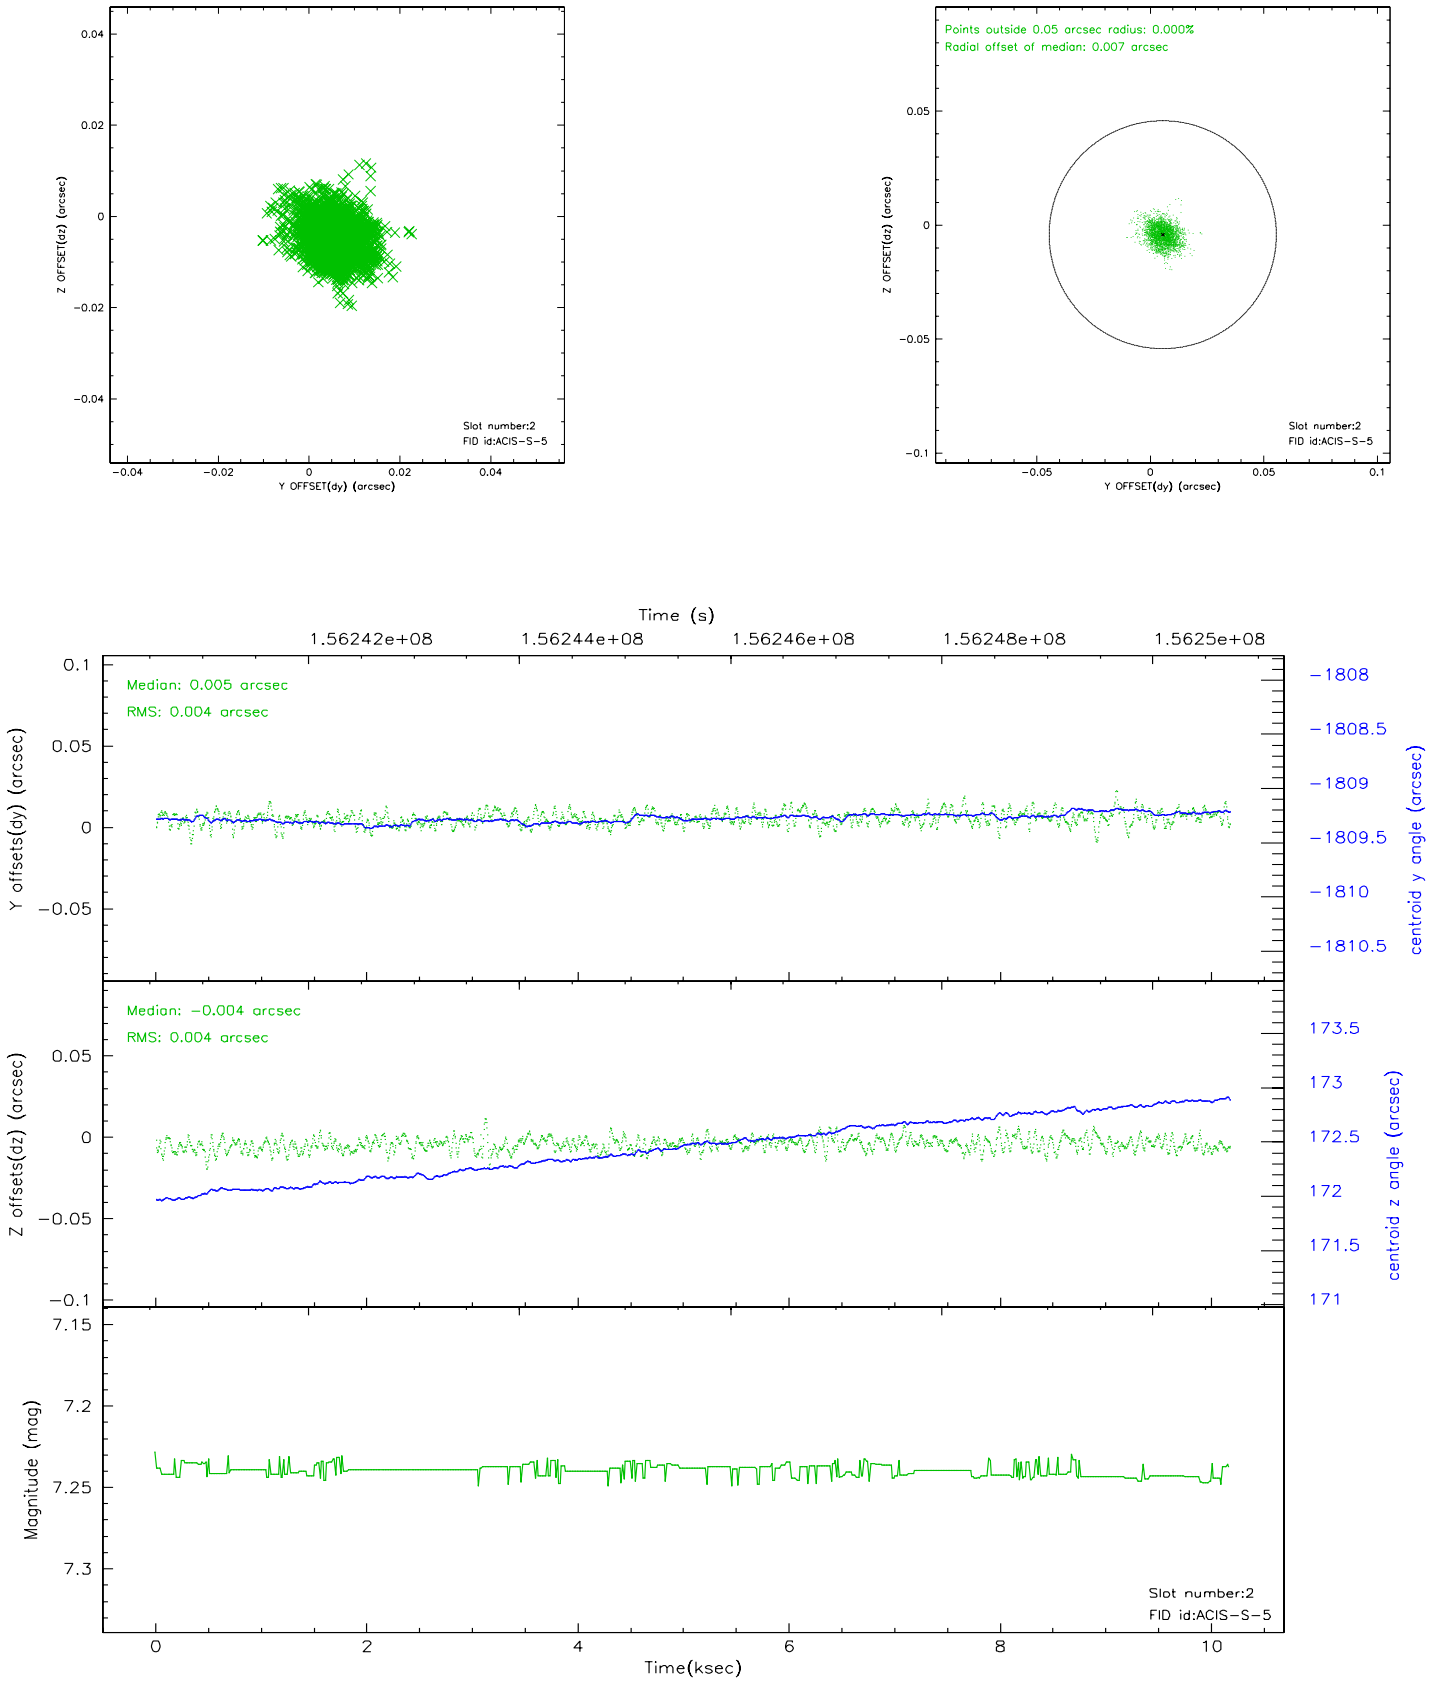 0.04
0.02
0
−0.02
−0.04
Z OFFSET(dz) (arcsec)
Slot number:2
FID id:ACIS−S−5
−0.04 −0.02 0 0.02 0.04
Y OFFSET(dy) (arcsec)
Points outside 0.05 arcsec radius: 0.000%
Radial offset of median: 0.007 arcsec
0.05
0
−0.05
−0.1
Z OFFSET(dz) (arcsec)
Slot number:2
FID id:ACIS−S−5
−0.05 0 0.05 0.1
Y OFFSET(dy) (arcsec)
Time (s)
1.56242e+08 1.56244e+08 1.56246e+08 1.56248e+08 1.5625e+08
Median: 0.005 arcsec
RMS: 0.004 arcsec
0.1
0.05
0
−0.05
Y offsets(dy) (arcsec)
−1808
−1808.5
−1809
−1809.5
−1810
−1810.5
centroid y angle (arcsec)
Median: −0.004 arcsec
RMS: 0.004 arcsec
0.05
0
−0.05
−0.1
Z offsets(dz) (arcsec)
173.5
173
172.5
172
171.5
171
centroid z angle (arcsec)
7.15
7.2
7.25
7.3
Magnitude (mag)
Slot number:2
FID id:ACIS−S−5
0 2 4 6 8 10
Time(ksec)